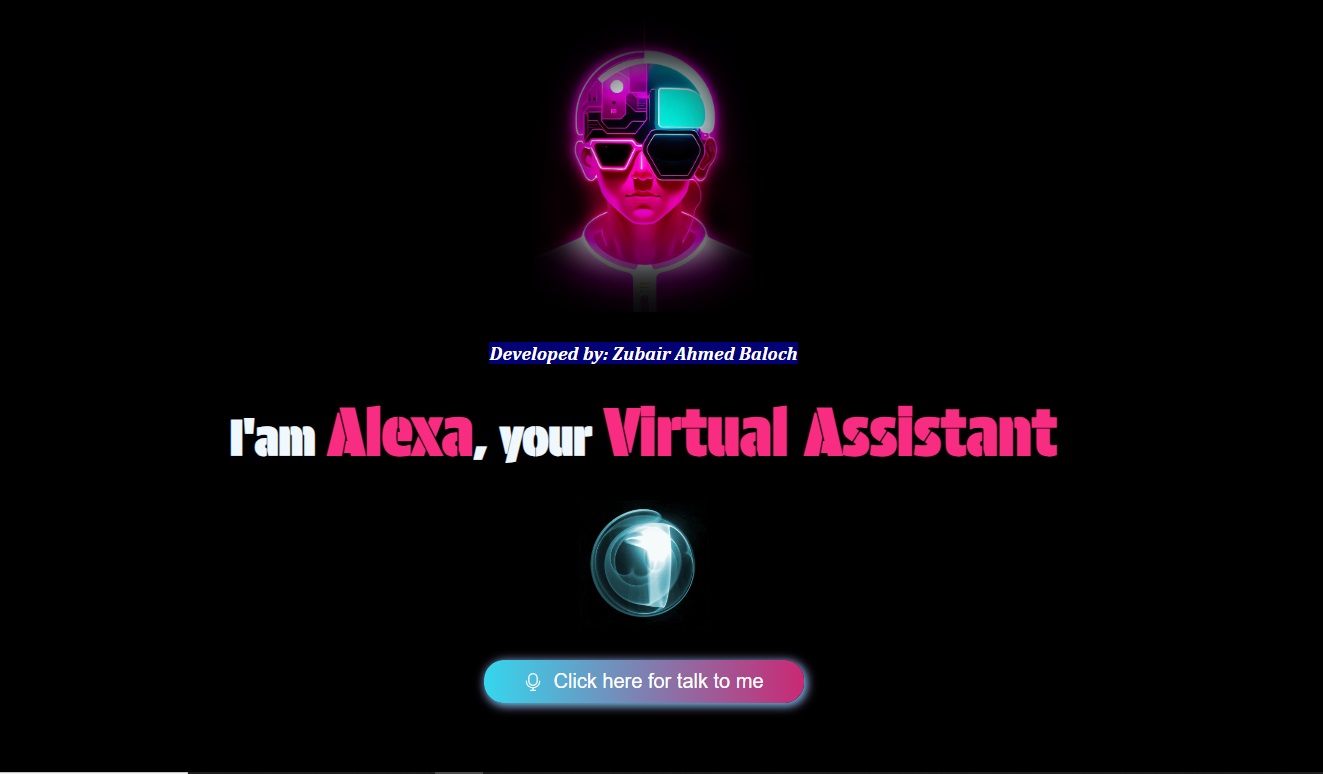 Developed by: Zubair Ahmed Baloch
I'am Alexa, your Virtual Assistant
Click here for talk to me